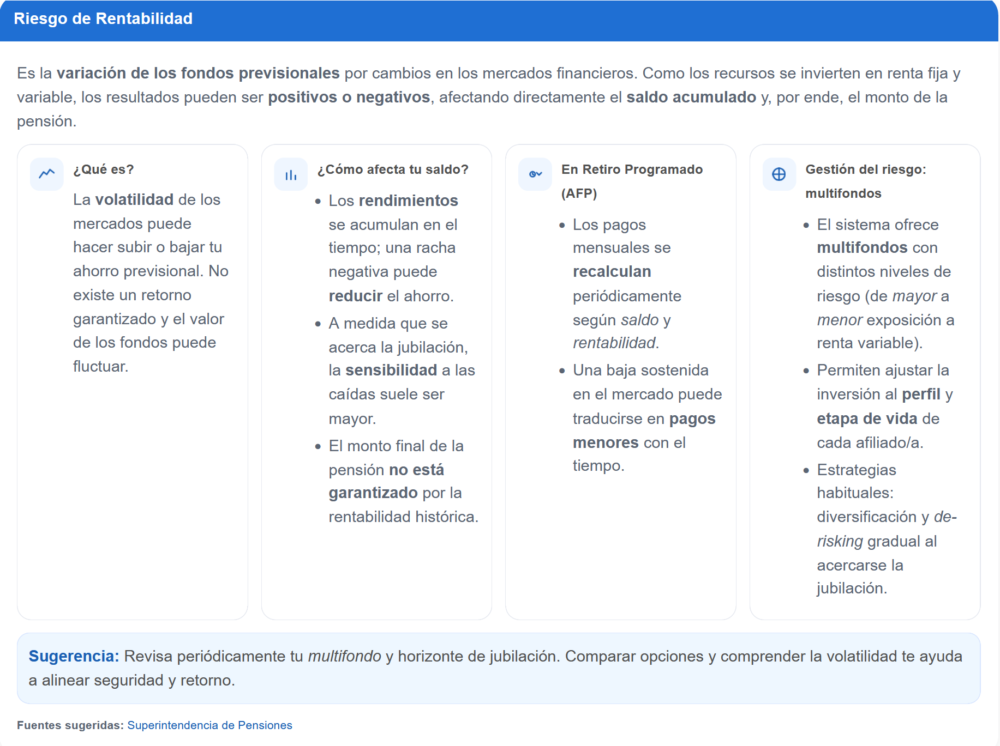 Riesgo de Rentabilidad
Es la variación de los fondos previsionales por cambios en los mercados financieros. Como los recursos se invierten en renta fija y
variable, los resultados pueden ser positivos o negativos, afectando directamente el saldo acumulado y, por ende, el monto de la
pensión.
¿Qué es?
La volatilidad de los
mercados puede
hacer subir o bajar tu
ahorro previsional. No
existe un retorno
garantizado y el valor
de los fondos puede
fluctuar.
¿Cómo afecta tu saldo?
• Los rendimientos
se acumulan en el
tiempo; una racha
negativa puede
reducir el ahorro.
• A medida que se
acerca la jubilación,
la sensibilidad a las
caídas suele ser
mayor.
• El monto final de la
pensión no está
garantizado por la
rentabilidad histórica.
En Retiro Programado
(AFP)
• Los pagos
mensuales se
recalculan
periódicamente
según saldo y
rentabilidad.
• Una baja sostenida
en el mercado puede
traducirse en pagos
menores con el
tiempo.
Gestión del riesgo:
multifondos
• El sistema ofrece
multifondos con
distintos niveles de
riesgo (de mayor a
menor exposición a
renta variable).
• Permiten ajustar la
inversión al perfil y
etapa de vida de
cada afiliado/a.
• Estrategias
habituales:
diversificación y de-
risking gradual al
acercarse la
jubilación.
Sugerencia: Revisa periódicamente tu multifondo y horizonte de jubilación. Comparar opciones y comprender la volatilidad te ayuda
a alinear seguridad y retorno.
Fuentes sugeridas: Superintendencia de Pensiones